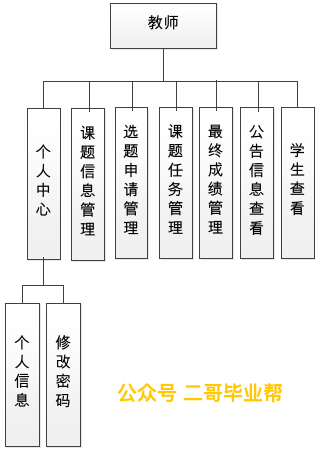 教师
个人中心
课题信息管理
选题申请管理
课题任务管理
最终成绩管理
公告信息查看
学生查看
个人信息
修改密码
公众号 二哥毕业帮